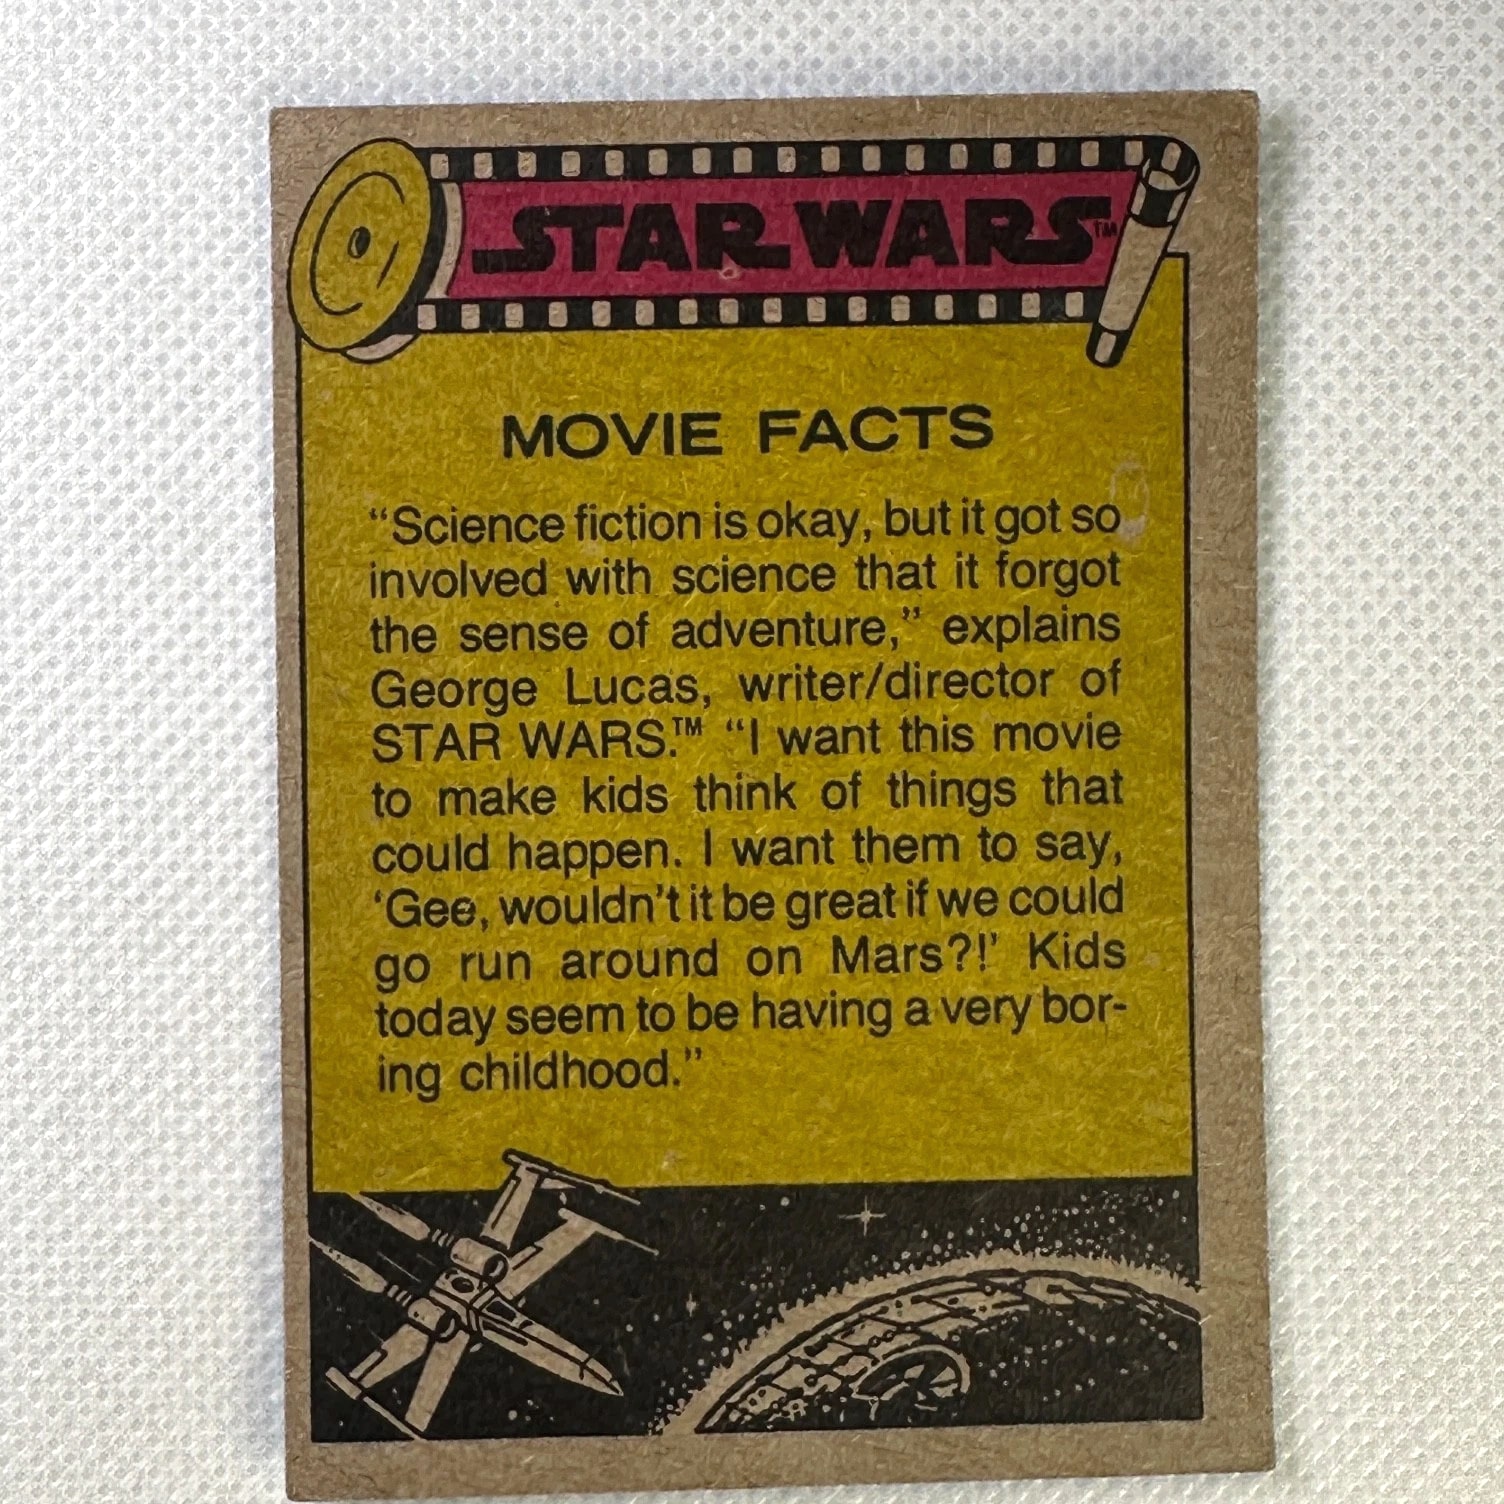 STAR WARS™
MOVIE FACTS
“Science fiction is okay, but it got so
involved with science that it forgot
the sense of adventure,” explains
George Lucas, writer/director of
STAR WARS.™ “I want this movie
to make kids think of things that
could happen. I want them to say,
‘Gee, wouldn’t it be great if we could
go run around on Mars?!’ Kids
today seem to be having a very bor-
ing childhood.”